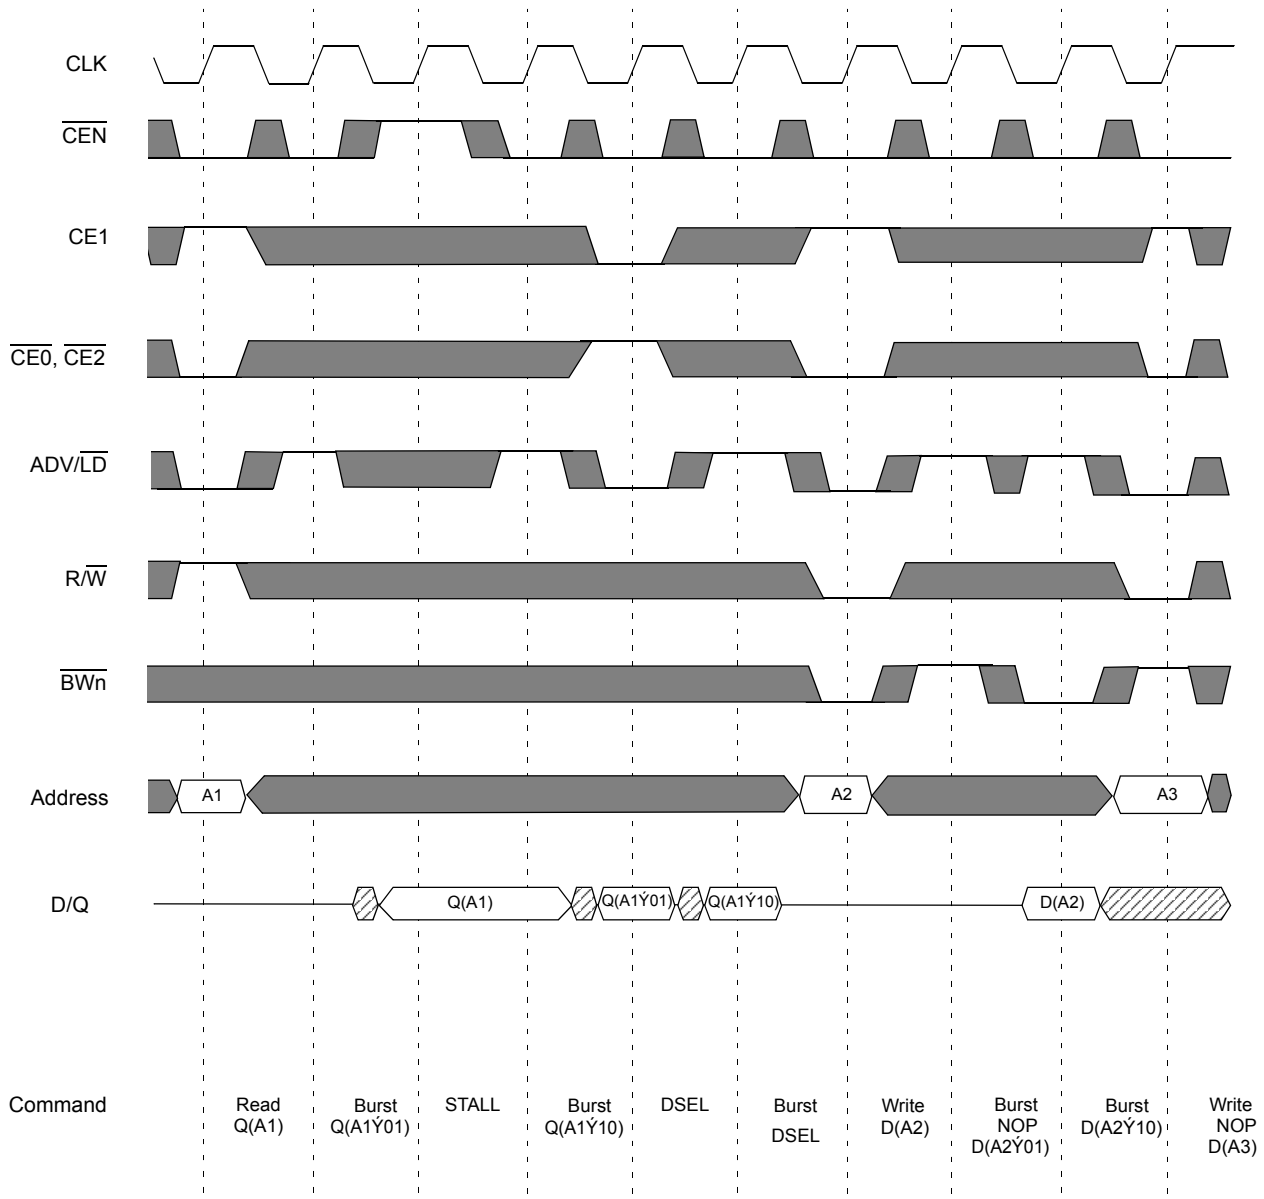 CLK
CEN
CE1
CE0, CE2
ADV/LD
R/W
BWn
Address
A1
A2
A3
D/Q
Q(A1)
Q(A1Ý01)
Q(A1Ý10)
D(A2)
Command
Read
Q(A1)
Burst
Q(A1Ý01)
STALL
Burst
Q(A1Ý10)
DSEL
Burst
DSEL
Write
D(A2)
Burst
NOP
D(A2Ý01)
Burst
D(A2Ý10)
Write
NOP
D(A3)